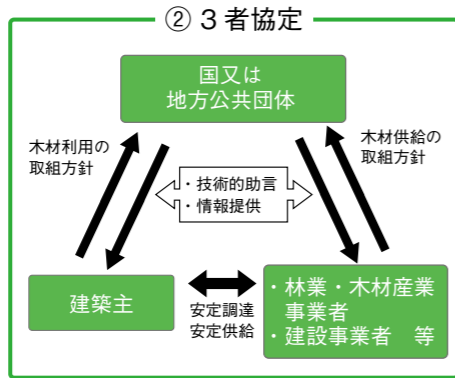 ② 3者協定
国又は
地方公共団体
木材利用の
取組方針
木材供給の
取組方針
・技術的助言
・情報提供
建築主
安定調達
安定供給
・林業・木材産業
事業者
・建設事業者　等